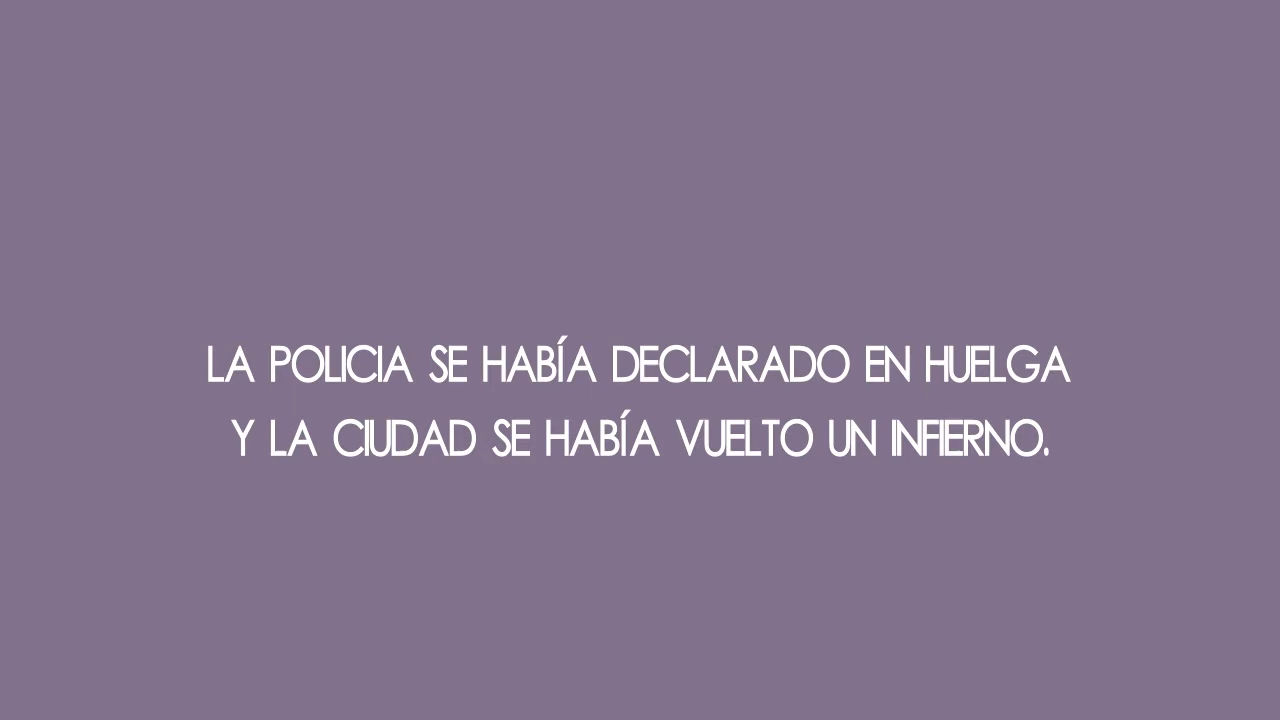 LA POLICIA SE HABÍA DECLARADO EN HUELGA
Y LA CIUDAD SE HABÍA VUELTO UN INFIERNO.